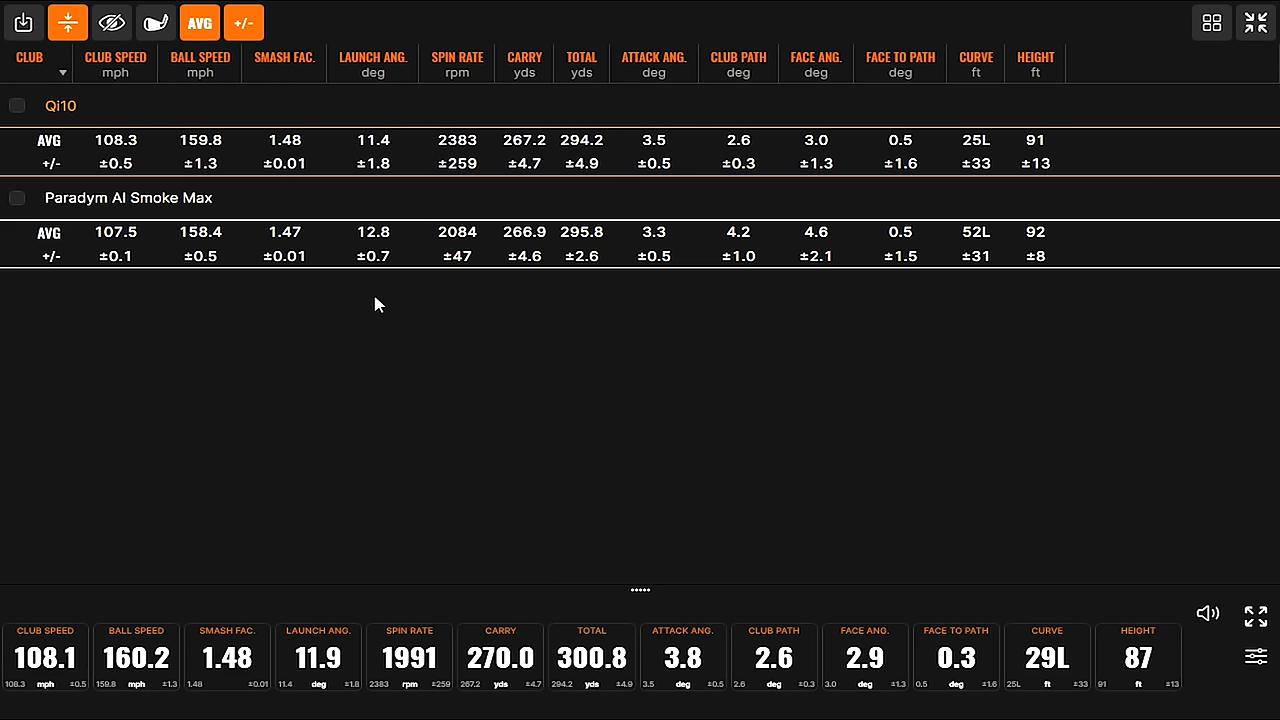 AVG +/-
CLUB CLUB SPEED BALL SPEED SMASH FAC. LAUNCH ANG. SPIN RATE CARRY TOTAL ATTACK ANG. CLUB PATH FACE ANG. FACE TO PATH CURVE HEIGHT
mph mph deg rpm yds yds deg deg deg deg ft ft
Qi10
AVG 108.3 159.8 1.48 11.4 2383 267.2 294.2 3.5 2.6 3.0 0.5 25L 91
+/- ±0.5 ±1.3 ±0.01 ±1.8 ±259 ±4.7 ±4.9 ±0.5 ±0.3 ±1.3 ±1.6 ±33 ±13
Paradym AI Smoke Max
AVG 107.5 158.4 1.47 12.8 2084 266.9 295.8 3.3 4.2 4.6 0.5 52L 92
+/- ±0.1 ±0.5 ±0.01 ±0.7 ±47 ±4.6 ±2.6 ±0.5 ±1.0 ±2.1 ±1.5 ±31 ±8
CLUB SPEED BALL SPEED SMASH FAC. LAUNCH ANG. SPIN RATE CARRY TOTAL ATTACK ANG. CLUB PATH FACE ANG. FACE TO PATH CURVE HEIGHT
108.1 160.2 1.48 11.9 1991 270.0 300.8 3.8 2.6 2.9 0.3 29L 87
108.3 mph ±0.5 159.8 mph ±1.3 1.48 ±0.01 11.4 deg ±1.8 2383 rpm ±259 267.2 yds ±4.7 294.2 yds ±4.9 3.5 deg ±0.5 2.6 deg ±0.3 3.0 deg ±1.3 0.5 deg ±1.6 25L ft ±33 91 ft ±13